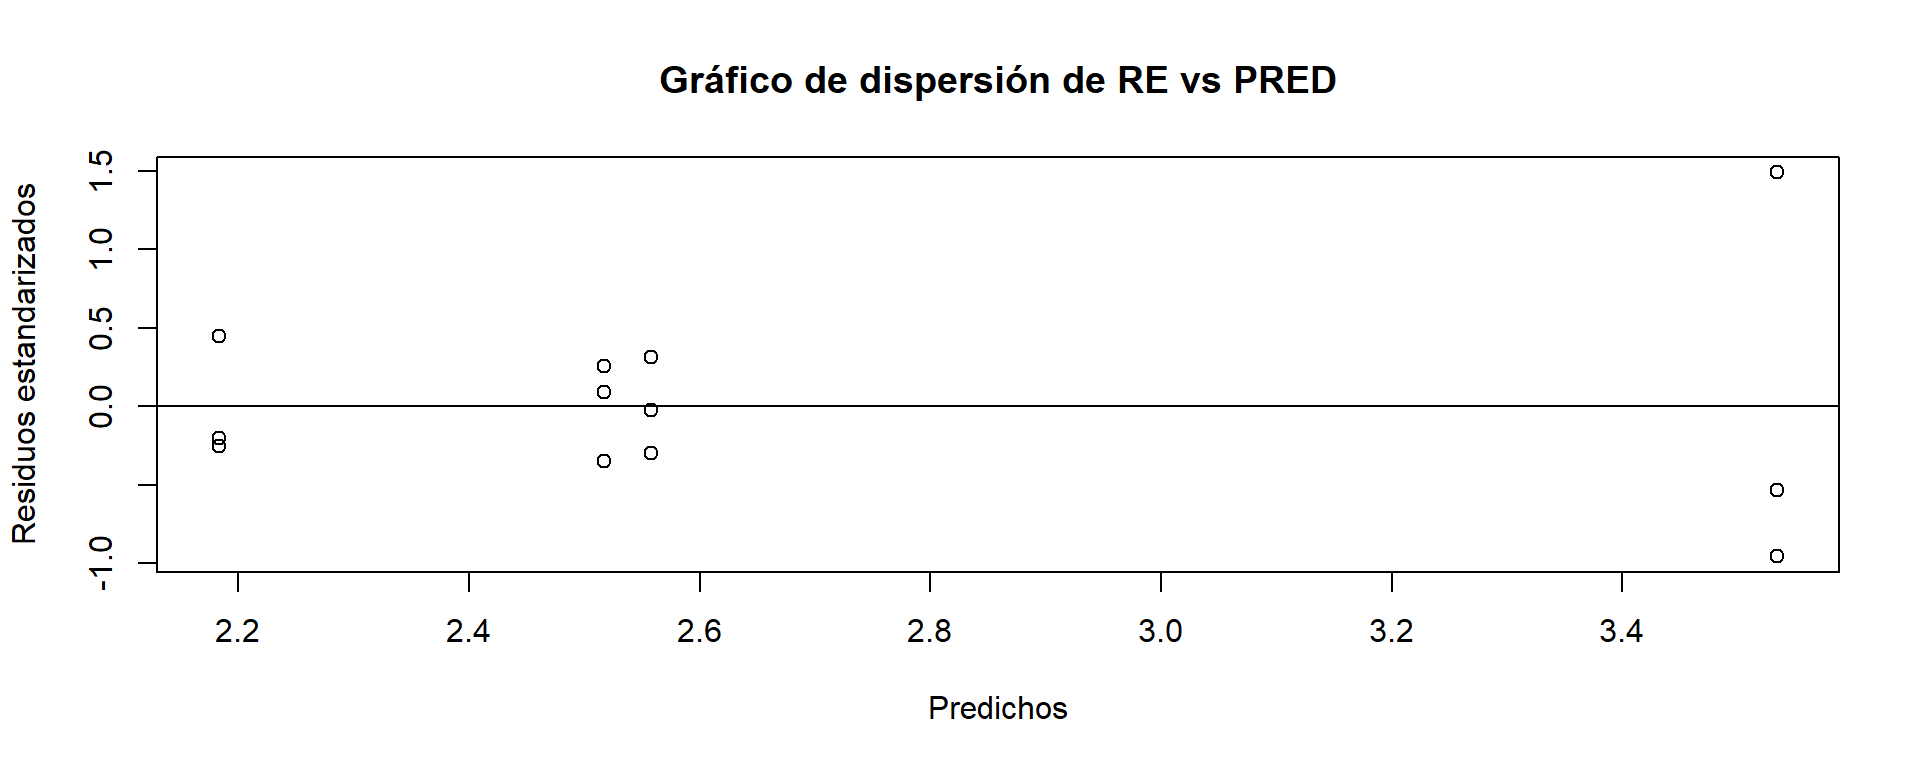 Gráfico de dispersión de RE vs PRED
Residuos estandarizados
1.5
1.0
0.5
0.0
-1.0
2.2 2.4 2.6 2.8 3.0 3.2 3.4
Predichos